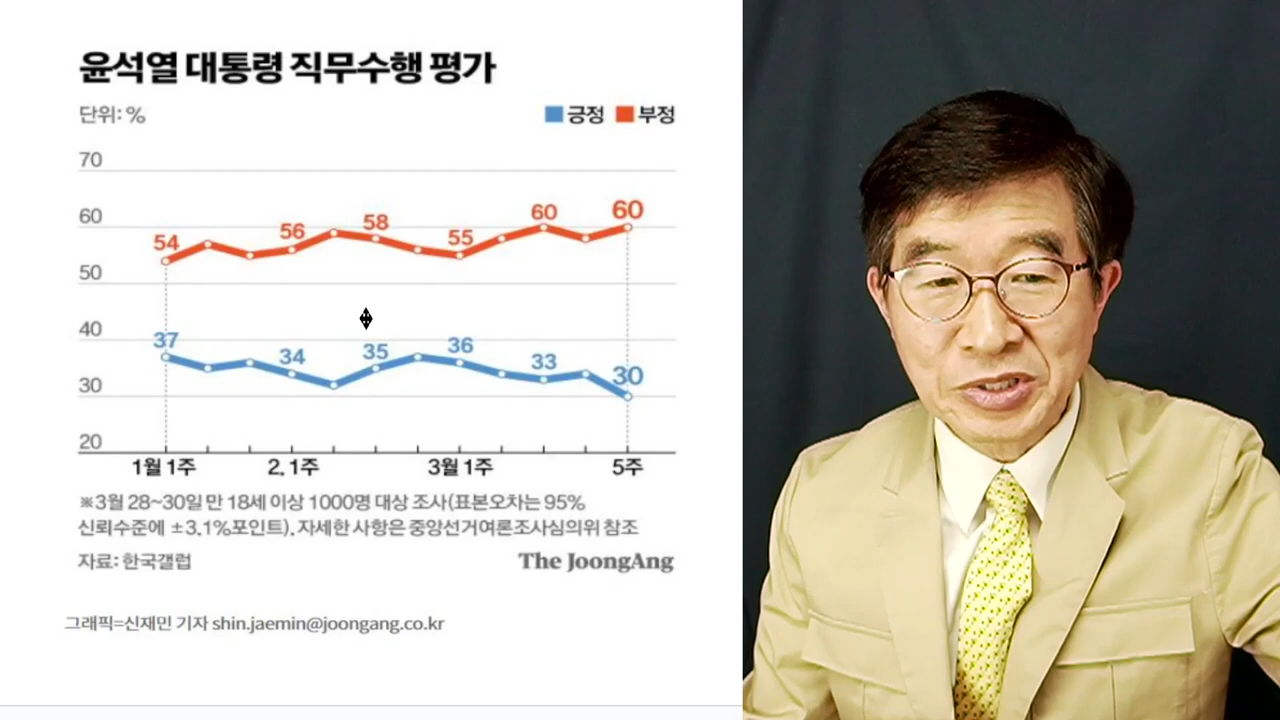 윤석열 대통령 직무수행 평가
단위: %
긍정 부정
70
60
50
40
30
20
54 56 58 55 60 60
37 34 35 36 33 30
1월 1주 2.1주 3월 1주 5주
※3월 28~30일 만 18세 이상 1000명 대상 조사(표본오차는 95%
신뢰수준에 ±3.1%포인트). 자세한 사항은 중앙선거여론조사심의위 참조
자료: 한국갤럽
The JoongAng
그래픽=신재민 기자 shin.jaemin@joongang.co.kr